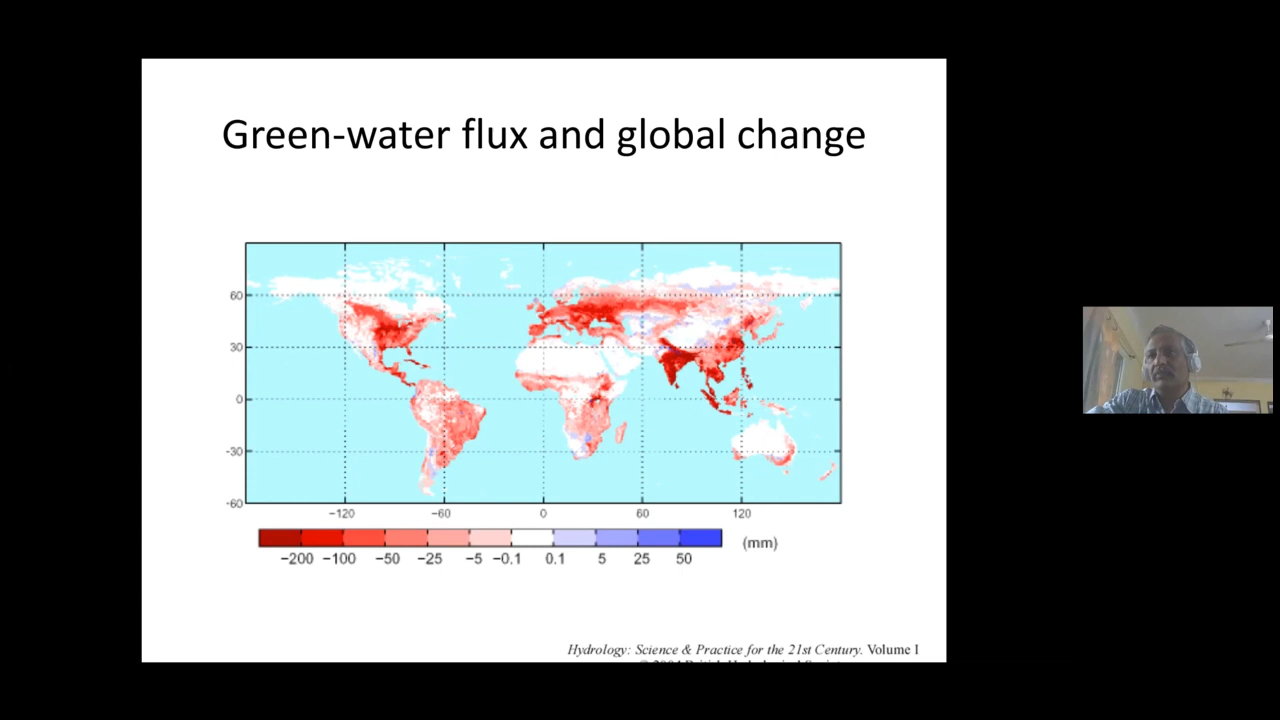 Green-water flux and global change
60
30
0
-30
-60
-120 -60 0 60 120
-200 -100 -50 -25 -5 -0.1 0.1 5 25 50 (mm)
Hydrology: Science & Practice for the 21st Century. Volume I